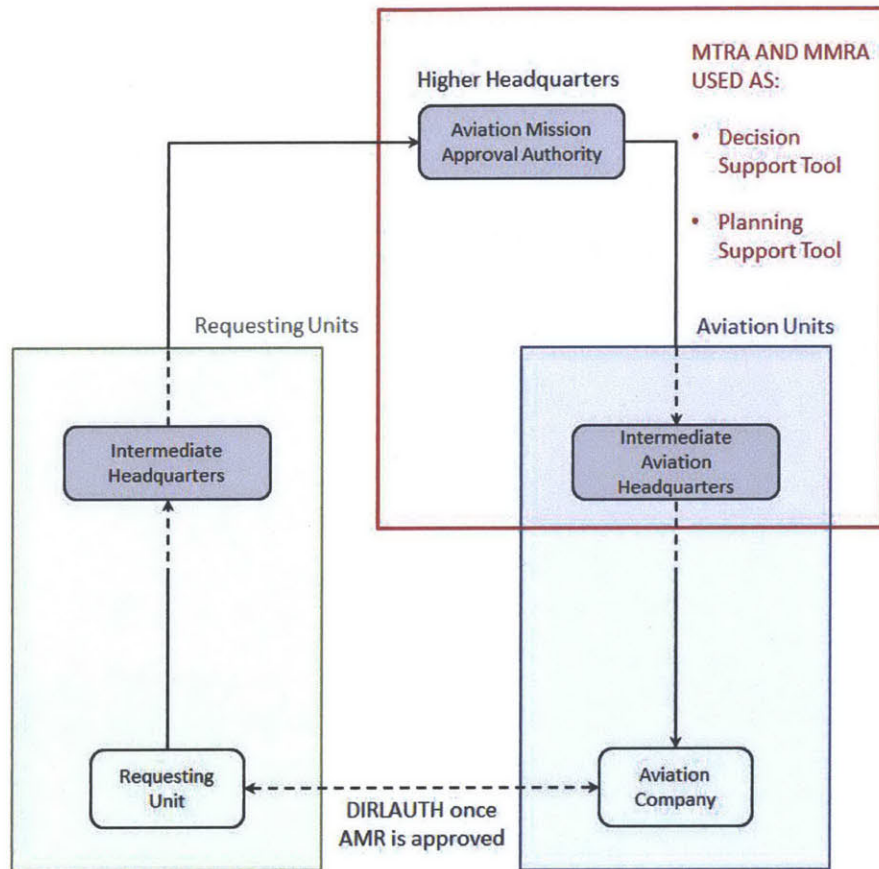 MTRA AND MMRA
USED AS:
• Decision
Support Tool
• Planning
Support Tool
Higher Headquarters
Aviation Mission
Approval Authority
Requesting Units
Aviation Units
Intermediate
Headquarters
Intermediate
Aviation
Headquarters
Requesting
Unit
Aviation
Company
DIRLAUTH once
AMR is approved